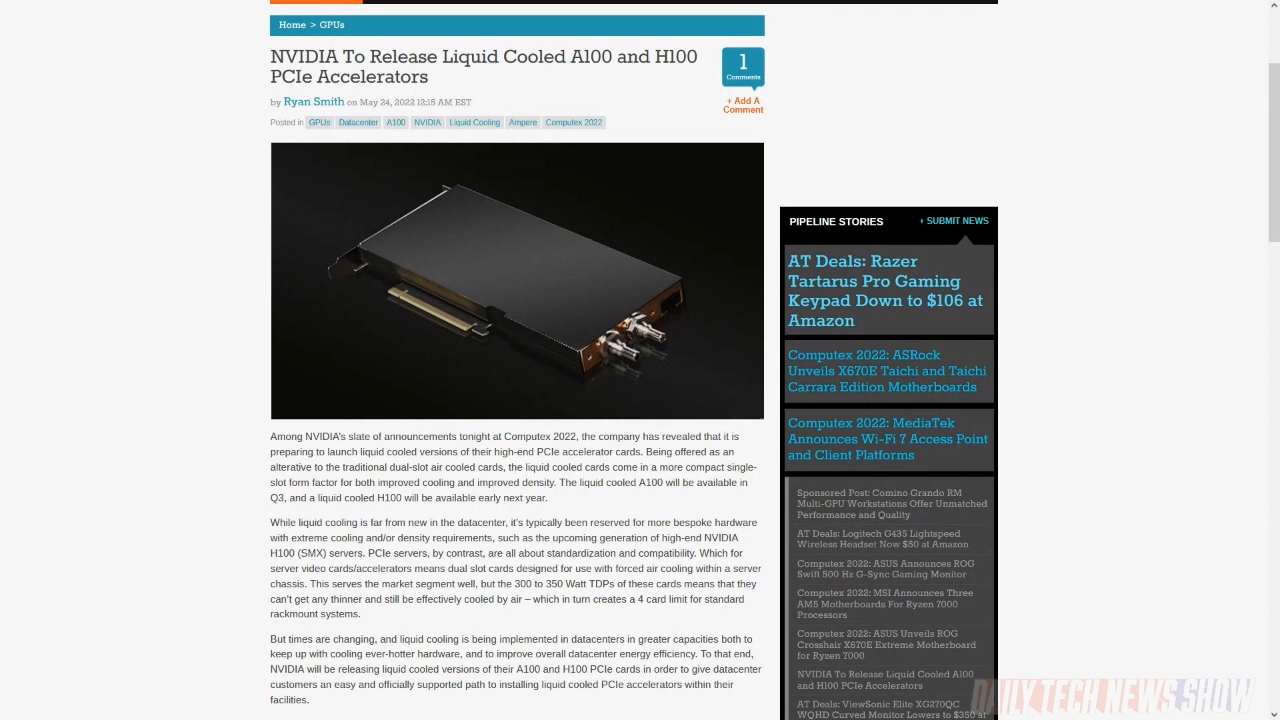 Home > GPUs
NVIDIA To Release Liquid Cooled A100 and H100
PCIe Accelerators
by Ryan Smith on May 24, 2022 12:15 AM EST
Posted in GPUs Datacenter A100 NVIDIA Liquid Cooling Ampere Computex 2022
1
Comments
+ Add A
Comment
Among NVIDIA's slate of announcements tonight at Computex 2022, the company has revealed that it is
preparing to launch liquid cooled versions of their high-end PCIe accelerator cards. Being offered as an
alterative to the traditional dual-slot air cooled cards, the liquid cooled cards come in a more compact single-
slot form factor for both improved cooling and improved density. The liquid cooled A100 will be available in
Q3, and a liquid cooled H100 will be available early next year.
While liquid cooling is far from new in the datacenter, it's typically been reserved for more bespoke hardware
with extreme cooling and/or density requirements, such as the upcoming generation of high-end NVIDIA
H100 (SMX) servers. PCIe servers, by contrast, are all about standardization and compatibility. Which for
server video cards/accelerators means dual slot cards designed for use with forced air cooling within a server
chassis. This serves the market segment well, but the 300 to 350 Watt TDPs of these cards means that they
can't get any thinner and still be effectively cooled by air – which in turn creates a 4 card limit for standard
rackmount systems.
But times are changing, and liquid cooling is being implemented in datacenters in greater capacities both to
keep up with cooling ever-hotter hardware, and to improve overall datacenter energy efficiency. To that end,
NVIDIA will be releasing liquid cooled versions of their A100 and H100 PCIe cards in order to give datacenter
customers an easy and officially supported path to installing liquid cooled PCIe accelerators within their
facilities.
PIPELINE STORIES + SUBMIT NEWS
AT Deals: Razer
Tartarus Pro Gaming
Keypad Down to $106 at
Amazon
Computex 2022: ASRock
Unveils X670E Taichi and Taichi
Carrara Edition Motherboards
Computex 2022: MediaTek
Announces Wi-Fi 7 Access Point
and Client Platforms
Sponsored Post: Comino Grando RM
Multi-GPU Workstations Offer Unmatched
Performance and Quality
AT Deals: Logitech G435 Lightspeed
Wireless Headset Now $50 at Amazon
Computex 2022: ASUS Announces ROG
Swift 500 Hz G-Sync Gaming Monitor
Computex 2022: MSI Announces Three
AM5 Motherboards For Ryzen 7000
Processors
Computex 2022: ASUS Unveils ROG
Crosshair X670E Extreme Motherboard
for Ryzen 7000
NVIDIA To Release Liquid Cooled A100
and H100 PCIe Accelerators
AT Deals: ViewSonic Elite XG270QC
WQHD Curved Monitor Lowers to $350 at
DAILY TECH NEWS SHOW